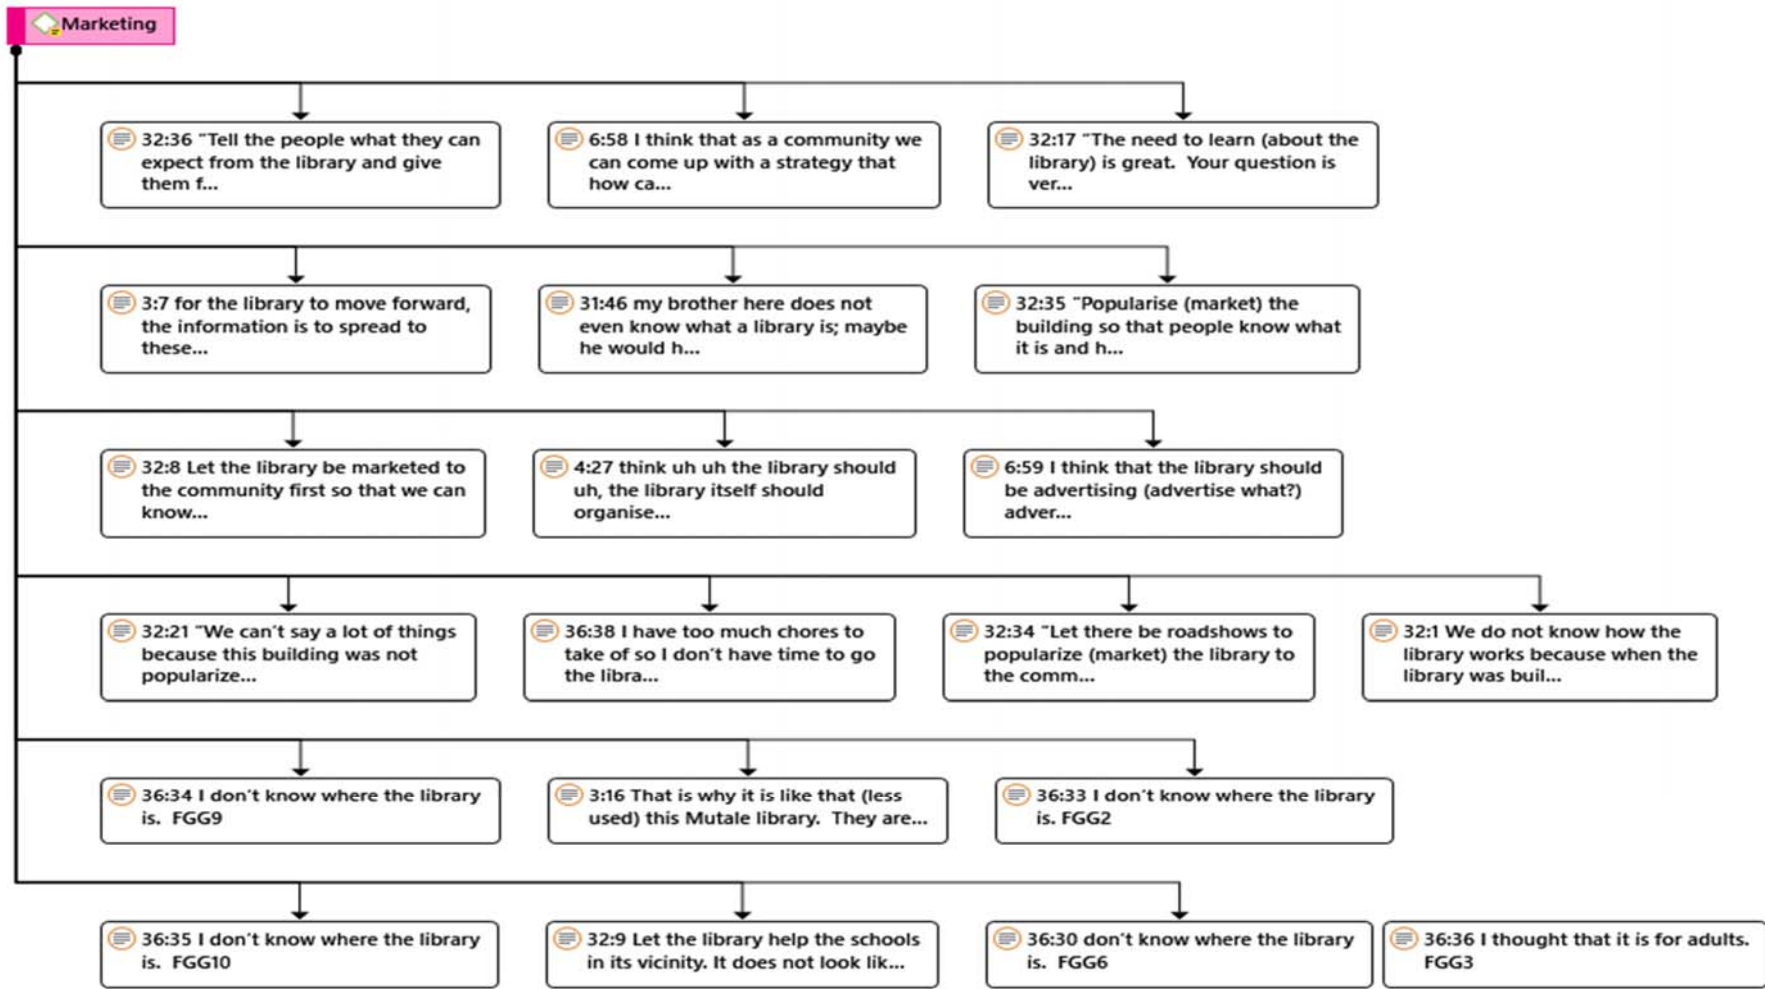 Marketing
32:36 "Tell the people what they can
expect from the library and give
them f...
6:58 I think that as a community we
can come up with a strategy that
how ca...
32:17 "The need to learn (about the
library) is great. Your question is
ver...
3:7 for the library to move forward,
the information is to spread to
these...
31:46 my brother here does not
even know what a library is; maybe
he would h...
32:35 "Popularise (market) the
building so that people know what
it is and h...
32:8 Let the library be marketed to
the community first so that we can
know...
4:27 think uh uh the library should
uh, the library itself should
organise...
6:59 I think that the library should
be advertising (advertise what?)
adver...
32:21 "We can't say a lot of things
because this building was not
popularize...
36:38 I have too much chores to
take of so I don't have time to go
the libra...
32:34 "Let there be roadshows to
popularize (market) the library to
the comm...
32:1 We do not know how the
library works because when the
library was buil...
36:34 I don't know where the library
is. FGG9
3:16 That is why it is like that (less
used) this Mutale library. They are...
36:33 I don't know where the library
is. FGG2
36:35 I don't know where the library
is. FGG10
32:9 Let the library help the schools
in its vicinity. It does not look lik...
36:30 don't know where the library
is. FGG6
36:36 I thought that it is for adults.
FGG3